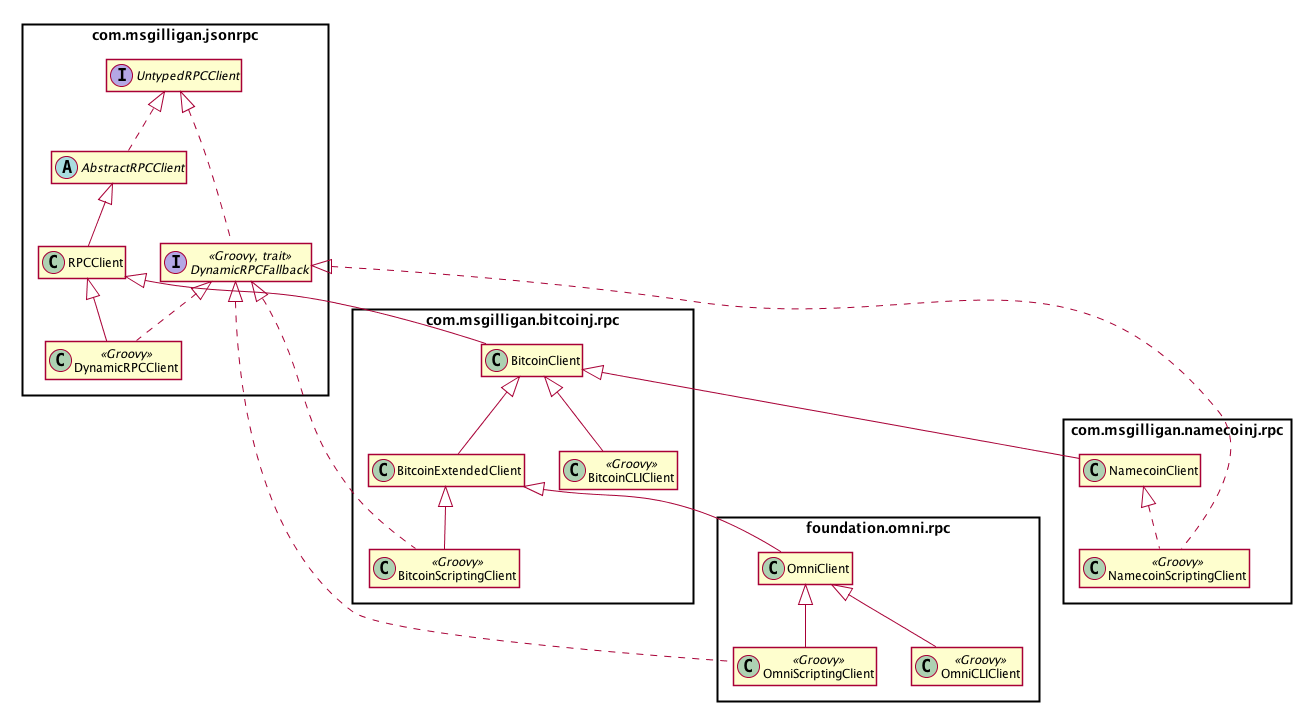 com.msgilligan.jsonrpc
I UntypedRPCClient
A AbstractRPCClient
C RPCClient
I «Groovy, trait»
DynamicRPCFallback
C «Groovy»
DynamicRPCClient
com.msgilligan.bitcoinj.rpc
C BitcoinClient
C BitcoinExtendedClient
C «Groovy»
BitcoinCLIClient
C «Groovy»
BitcoinScriptingClient
com.msgilligan.namecoinj.rpc
C NamecoinClient
C «Groovy»
NamecoinScriptingClient
foundation.omni.rpc
C OmniClient
C «Groovy»
OmniScriptingClient
C «Groovy»
OmniCLIClient